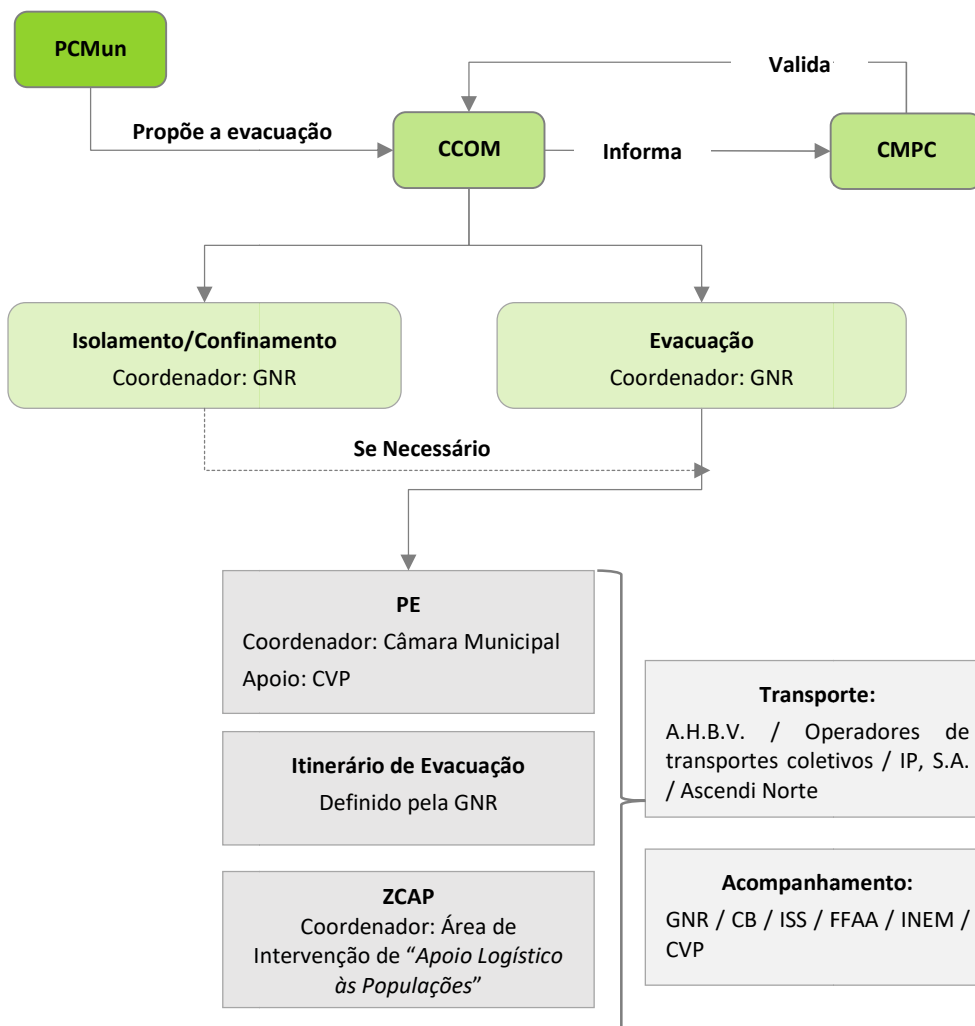 PCMun
Valida
Propõe a evacuação
CCOM
Informa
CMPC
Isolamento/Confinamento
Coordenador: GNR
Evacuação
Coordenador: GNR
Se Necessário
PE
Coordenador: Câmara Municipal
Apoio: CVP
Itinerário de Evacuação
Definido pela GNR
ZCAP
Coordenador: Área de
Intervenção de “Apoio Logístico
às Populações”
Transporte:
A.H.B.V. / Operadores de
transportes coletivos / IP, S.A.
/ Ascendi Norte
Acompanhamento:
GNR / CB / ISS / FFAA / INEM /
CVP